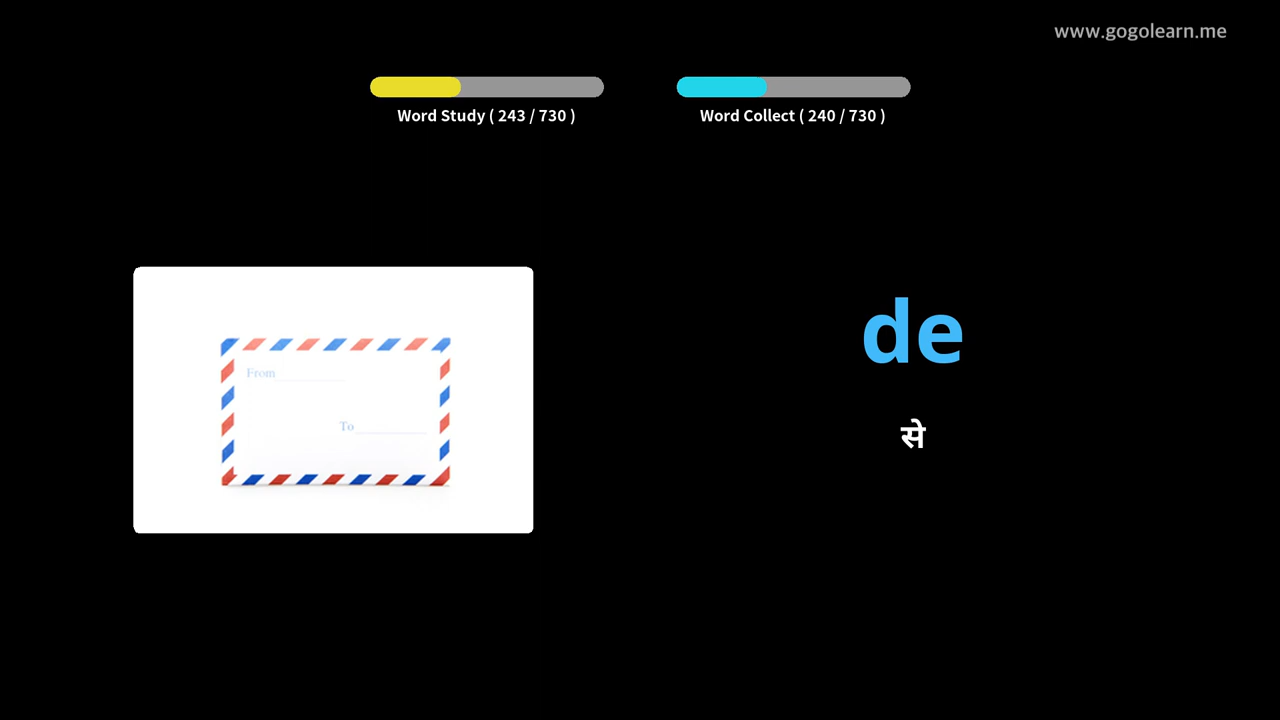 www.gogolearn.me
Word Study ( 243 / 730 )
Word Collect ( 240 / 730 )
From
To
de
से